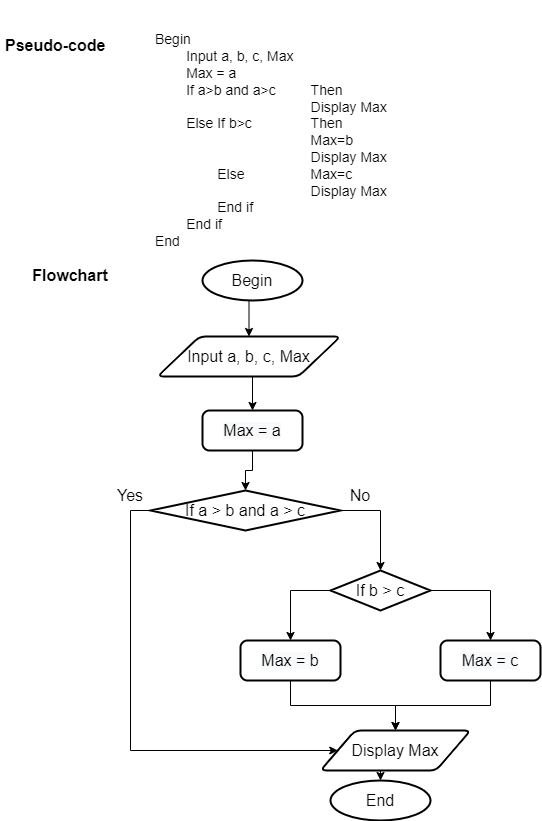 Pseudo-code
Begin
Input a, b, c, Max
Max = a
If a>b and a>c Then
Display Max
Else If b>c Then
Max=b
Display Max
Else Max=c
Display Max
End if
End if
End
Flowchart
Begin
Input a, b, c, Max
Max = a
Yes
No
If a > b and a > c
If b > c
Max = b
Max = c
Display Max
End